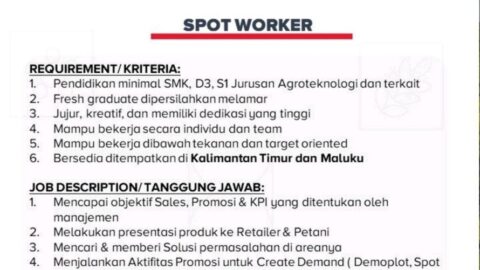 SPOT WORKER
REQUIREMENT/ KRITERIA:
1. Pendidikan minimal SMK, D3, S1 Jurusan Agroteknologi dan terkait
2. Fresh graduate dipersilahkan melamar
3. Jujur, kreatif, dan memiliki dedikasi yang tinggi
4. Mampu bekerja secara individu dan team
5. Mampu bekerja dibawah tekanan dan target oriented
6. Bersedia ditempatkan di Kalimantan Timur dan Maluku
JOB DESCRIPTION/ TANGGUNG JAWAB:
1. Mencapai objektif Sales, Promosi & KPI yang ditentukan oleh
manajemen
2. Melakukan presentasi produk ke Retailer & Petani
3. Mencari & memberi Solusi permasalahan di areanya
4. Menjalankan Aktifitas Promosi untuk Create Demand ( Demoplot, Spot